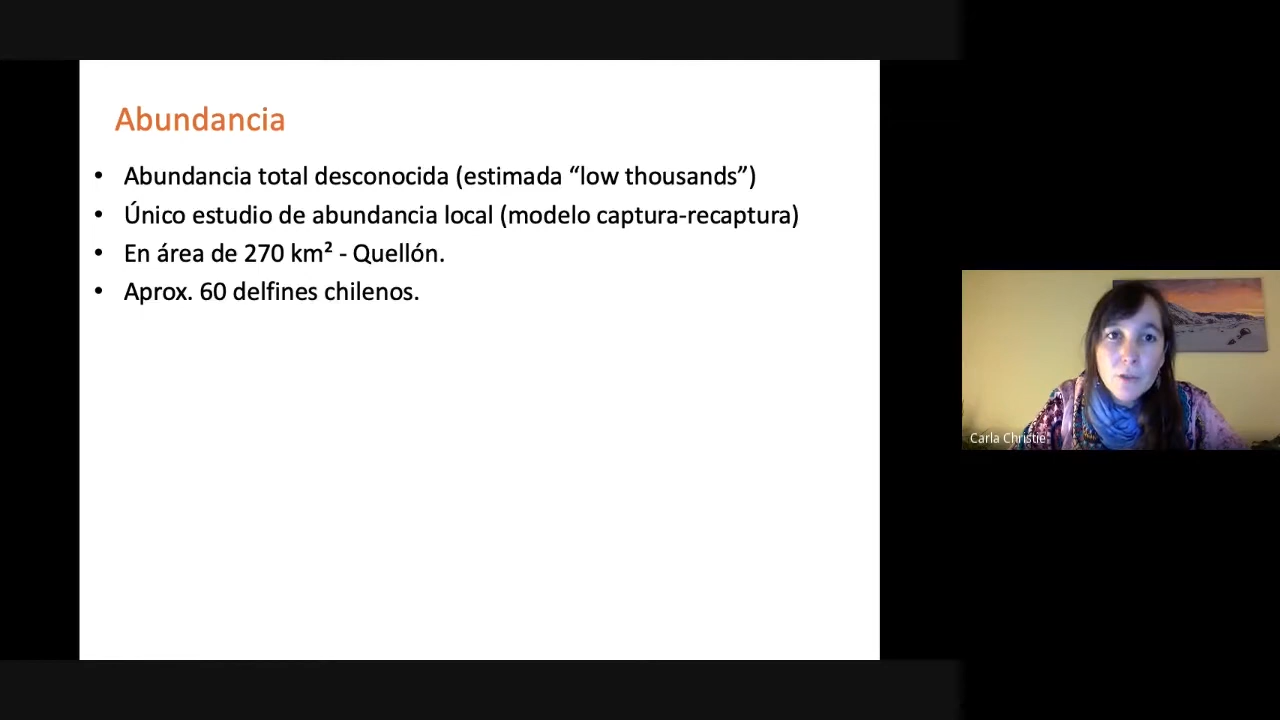 Abundancia
• Abundancia total desconocida (estimada “low thousands”)
• Único estudio de abundancia local (modelo captura-recaptura)
• En área de 270 km² - Quellón.
• Aprox. 60 delfines chilenos.
Carla Christie